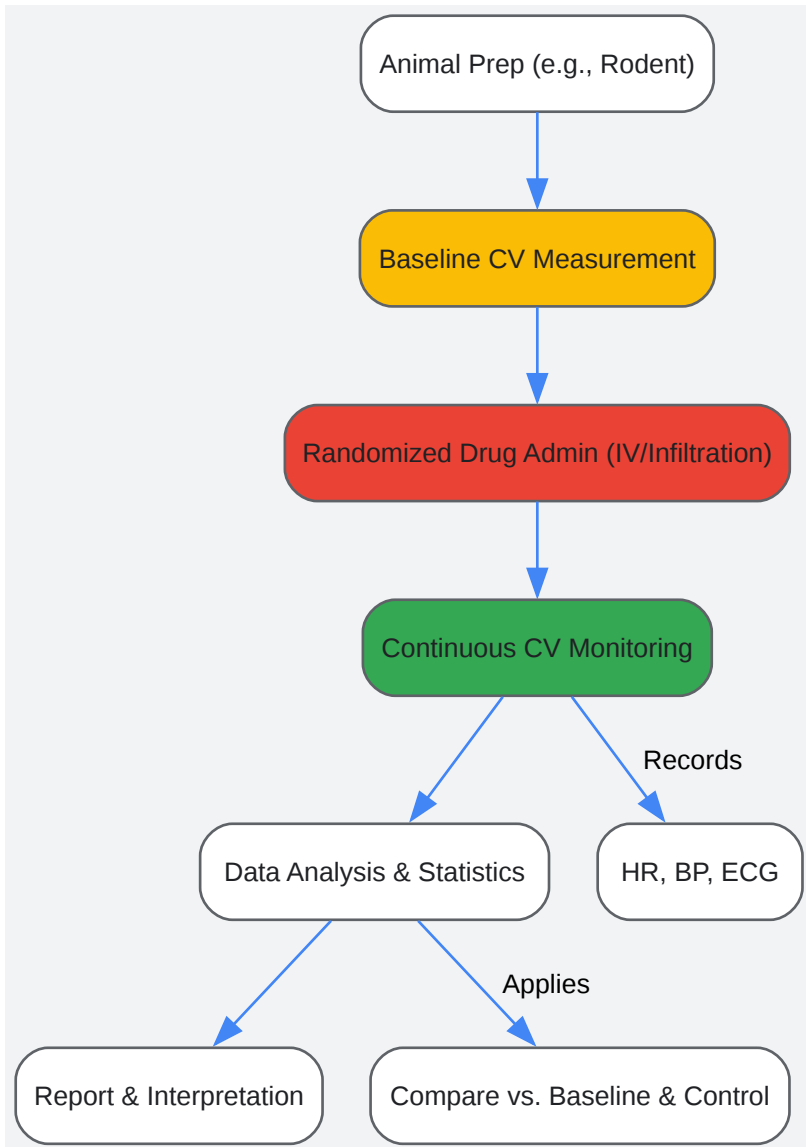 Animal Prep (e.g., Rodent)
Baseline CV Measurement
Randomized Drug Admin (IV/Infiltration)
Continuous CV Monitoring
Records
Data Analysis & Statistics
HR, BP, ECG
Applies
Report & Interpretation
Compare vs. Baseline & Control